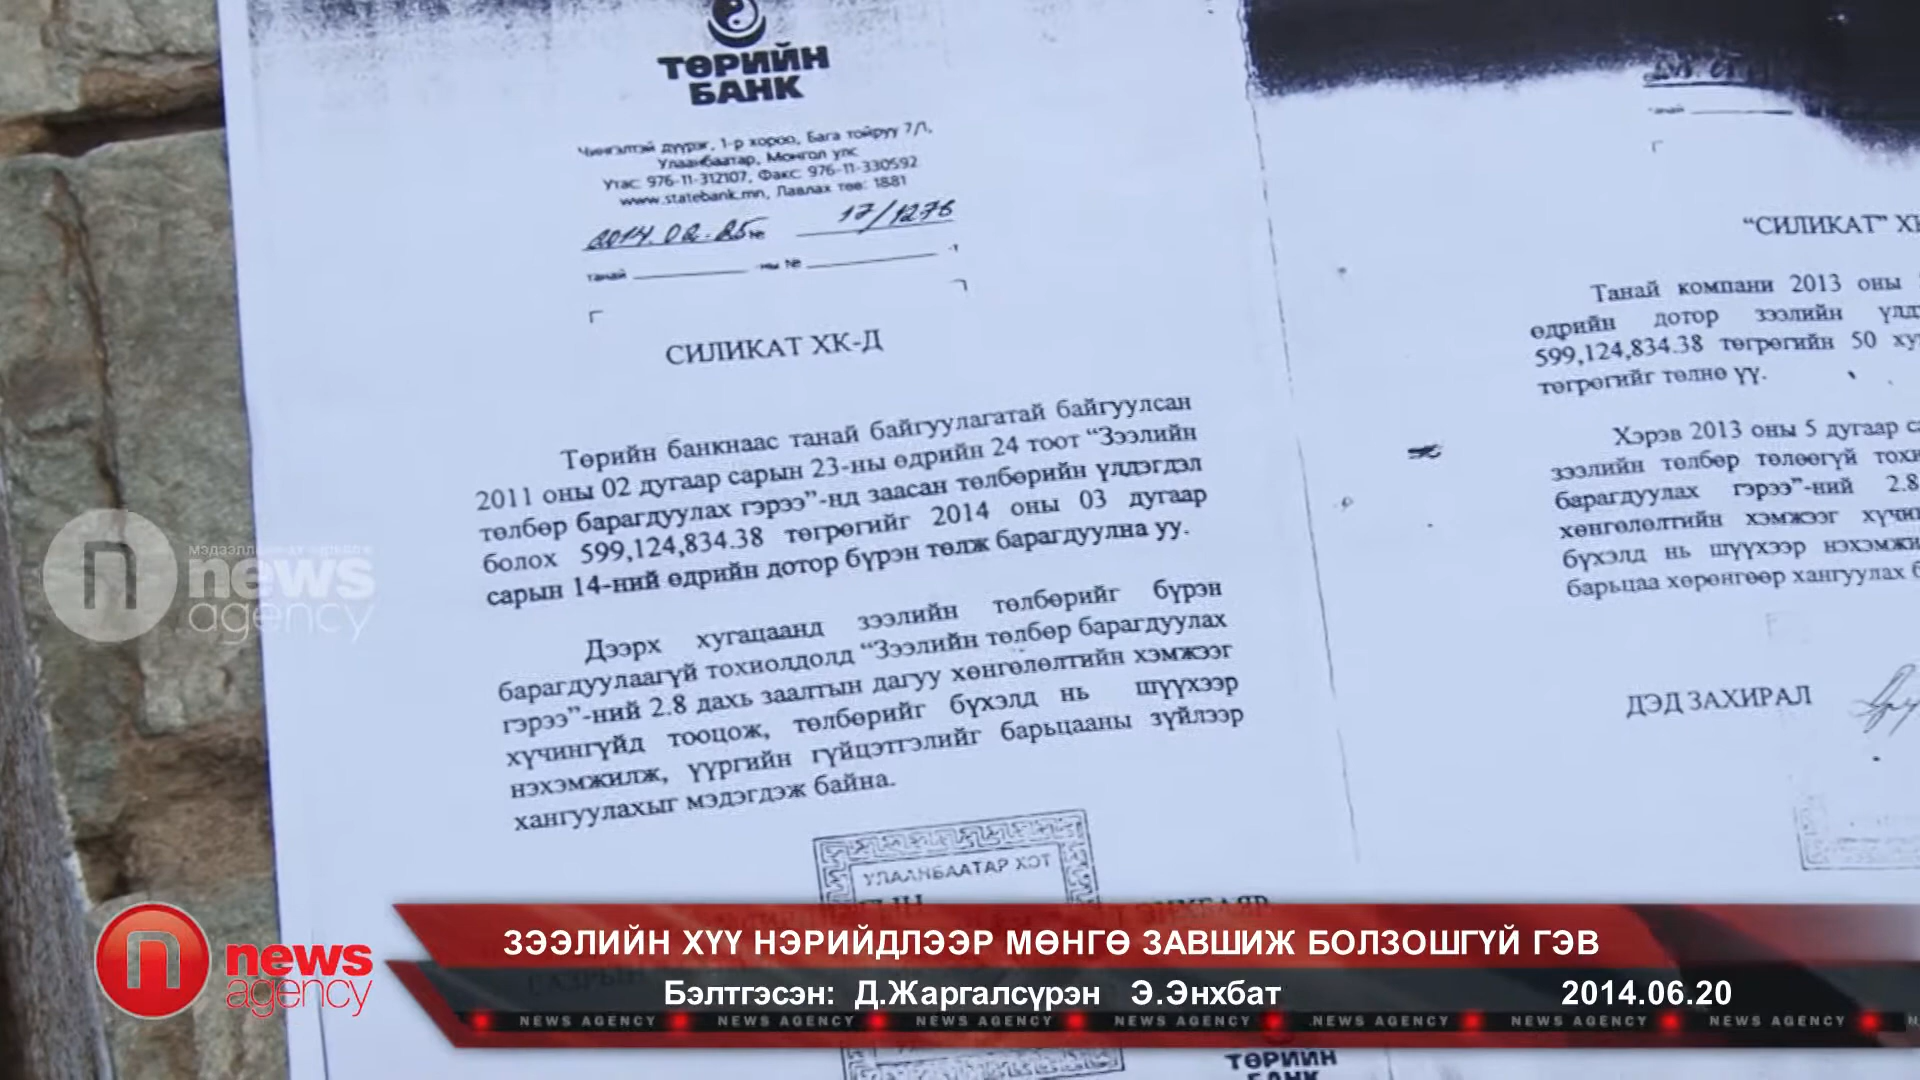 ТӨРИЙН
БАНК
Чингэлтэй дүүрэг, 1-р хороо, Бага тойруу 7/1,
Улаанбаатар, Монгол улс
Утас: 976-11-312107, Факс: 976-11-330592
www.statebank.mn, Лавлах төв: 1881
2014.02.25 № 17/1276
танай ны №
СИЛИКАТ ХК-Д
Төрийн банкнаас танай байгуулагатай байгуулсан
2011 оны 02 дугаар сарын 23-ны өдрийн 24 тоот “Зээлийн
төлбөр барагдуулах гэрээ”-нд заасан төлбөрийн үлдэгдэл
болох 599,124,834.38 төгрөгийг 2014 оны 03 дугаар
сарын 14-ний өдрийн дотор бүрэн төлж барагдуулна уу.
Дээрх хугацаанд зээлийн төлбөрийг бүрэн
барагдуулаагүй тохиолдолд “Зээлийн төлбөр барагдуулах
гэрээ”-ний 2.8 дахь заалтын дагуу хөнгөлөлтийн хэмжээг
хүчингүйд тооцож, төлбөрийг бүхэлд нь шүүхээр
нэхэмжилж, үүргийн гүйцэтгэлийг барьцааны зүйлээр
хангуулахыг мэдэгдэж байна.
УЛААНБААТАР ХОТ
танай
“СИЛИКАТ”
Танай компани 2013 оны
өдрийн дотор зээлийн
599,124,834.38 төгрөгийн 50
төгрөгийг төлнө үү.
Хэрэв 2013 оны 5 дугаар
зээлийн төлбөр төлөөгүй
барагдуулах гэрээ”-ний 2.8
хөнгөлөлтийн хэмжээг
бүхэлд нь шүүхээр
барьцаа хөрөнгөөр хангуулах
ДЭД ЗАХИРАЛ
news
agency
news
agency
ЗЭЭЛИЙН ХҮҮ НЭРИЙДЛЭЭР МӨНГӨ ЗАВШИЖ БОЛЗОШГҮЙ ГЭВ
Бэлтгэсэн: Д.Жаргалсүрэн Э.Энхбат 2014.06.20
NEWS AGENCY NEWS AGENCY NEWS AGENCY NEWS AGENCY NEWS AGENCY NEWS AGENCY NEWS AGENCY
ТӨРИЙН
БАНК